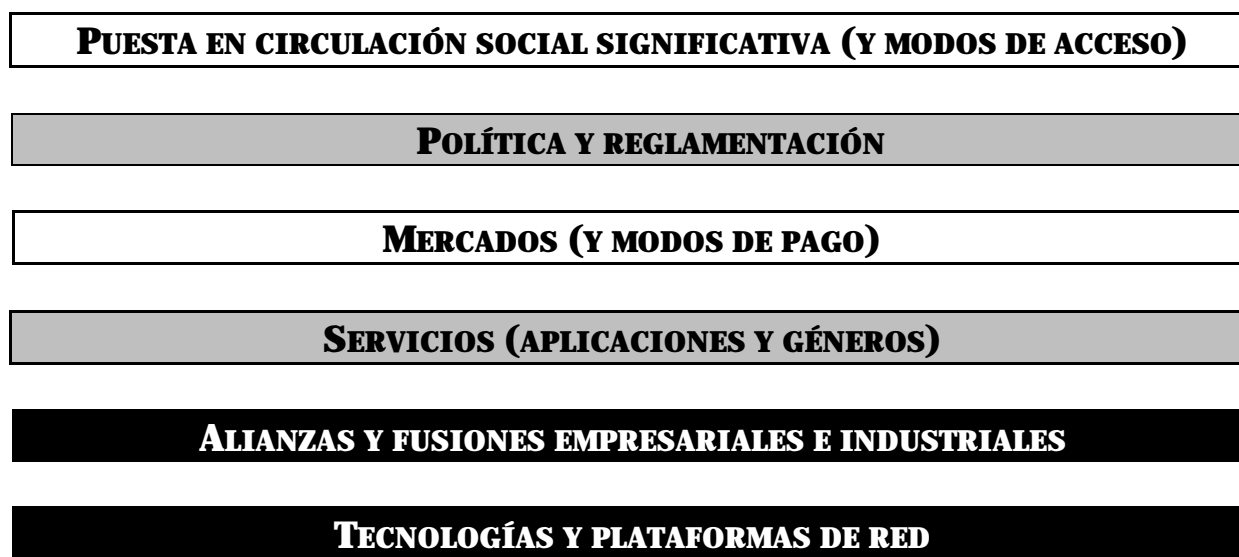 PUESTA EN CIRCULACIÓN SOCIAL SIGNIFICATIVA (Y MODOS DE ACCESO)
POLÍTICA Y REGLAMENTACIÓN
MERCADOS (Y MODOS DE PAGO)
SERVICIOS (APLICACIONES Y GÉNEROS)
ALIANZAS Y FUSIONES EMPRESARIALES E INDUSTRIALES
TECNOLOGÍAS Y PLATAFORMAS DE RED